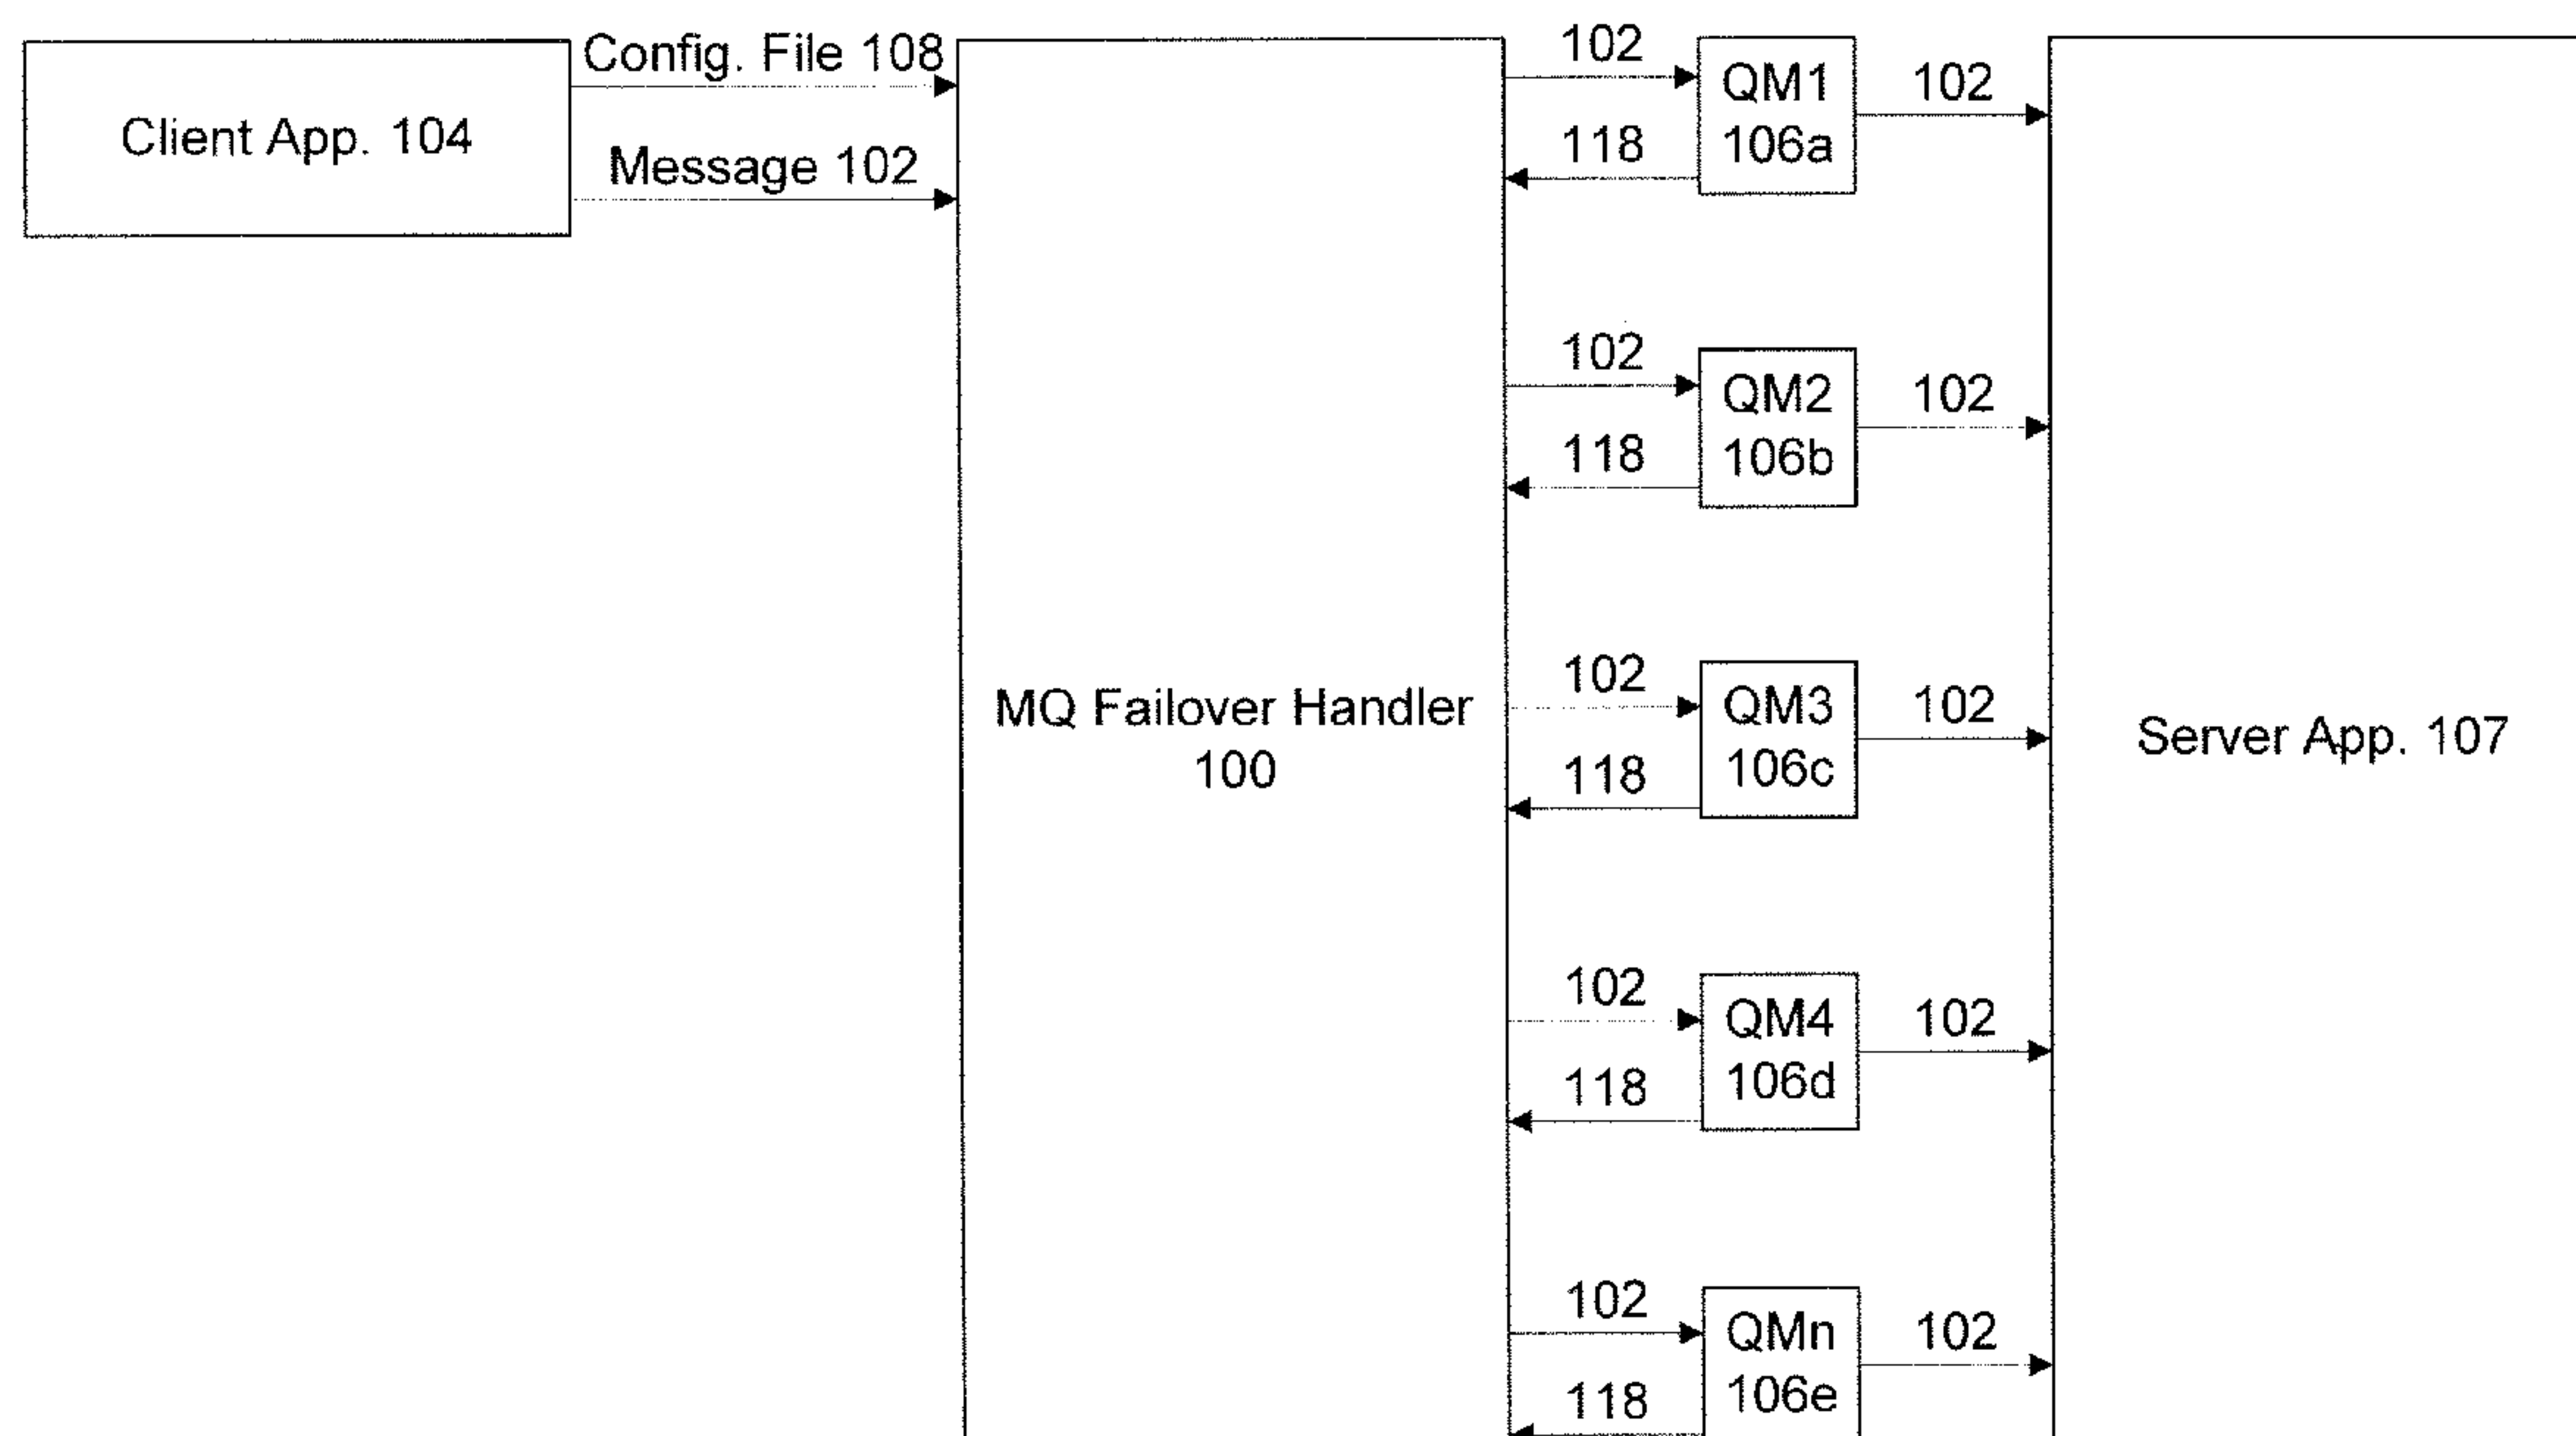 Client App. 104
Config. File 108
Message 102
MQ Failover Handler
100
102
118
QM1
106a
102
102
118
QM2
106b
102
102
118
QM3
106c
102
102
118
QM4
106d
102
102
118
QMn
106e
102
Server App. 107